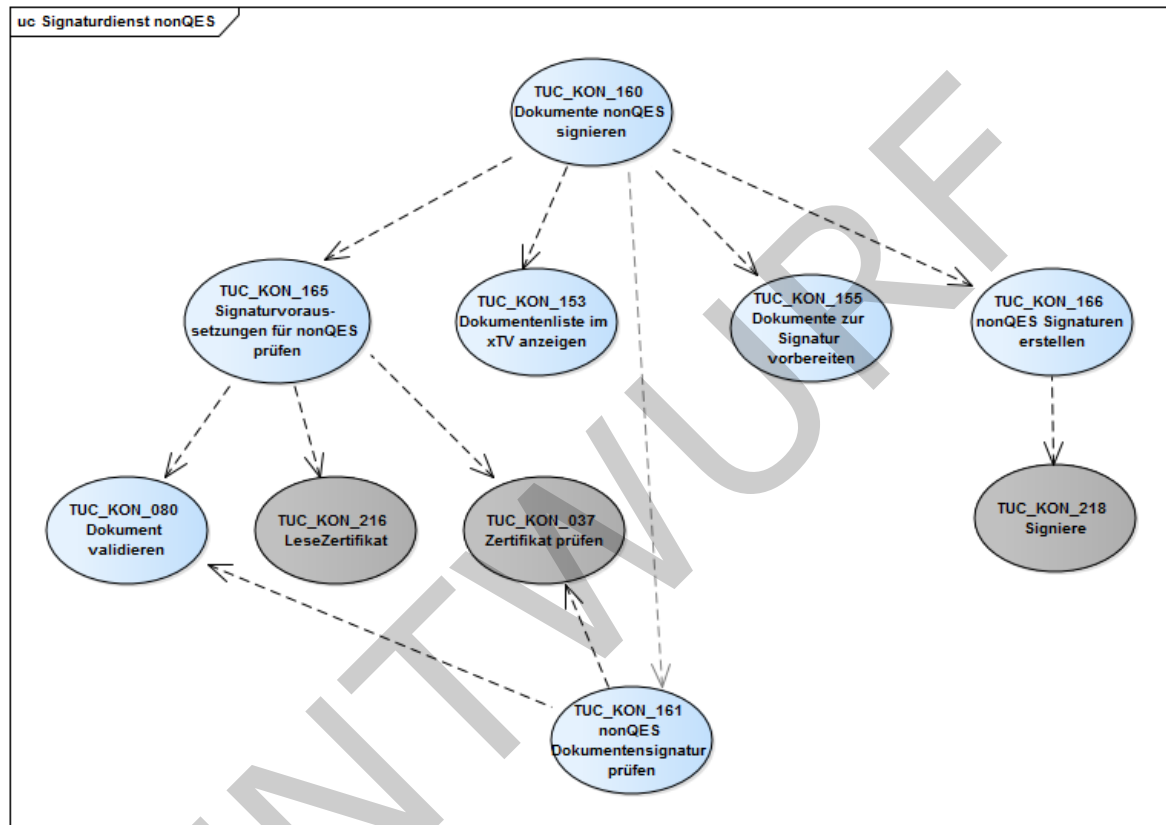 uc Signaturdienst nonQES
TUC_KON_160
Dokumente nonQES
signieren
TUC_KON_165
Signaturvoraus-
setzungen für nonQES
prüfen
TUC_KON_153
Dokumentenliste im
xTV anzeigen
TUC_KON_155
Dokumente zur
Signatur
vorbereiten
TUC_KON_166
nonQES Signaturen
erstellen
TUC_KON_080
Dokument
validieren
TUC_KON_216
LeseZertifikat
TUC_KON_037
Zertifikat prüfen
TUC_KON_218
Signiere
TUC_KON_161
nonQES
Dokumentensignatur
prüfen
NTWURF